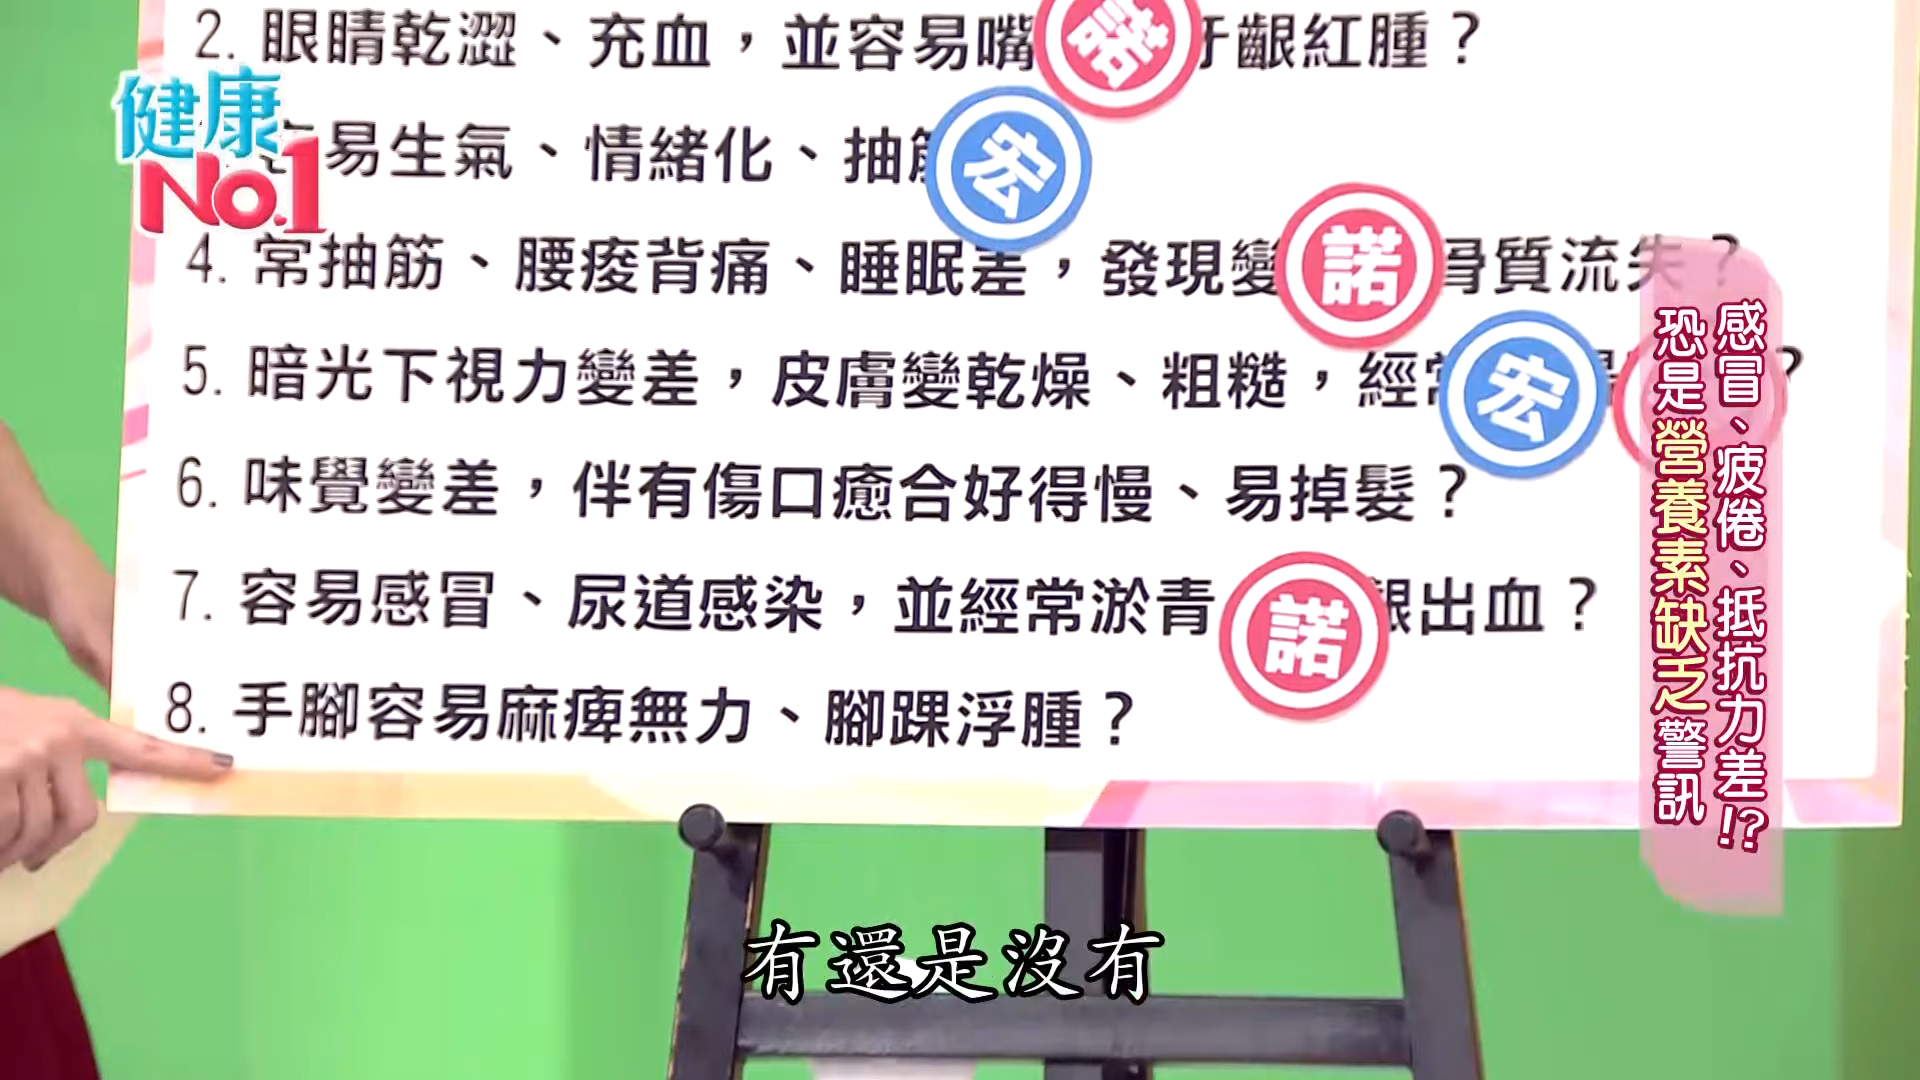 2. 眼睛乾澀、充血，並容易嘴
牙齦紅腫？
諾
健康
No.1
易生氣、情緒化、抽筋
宏
4. 常抽筋、腰痠背痛、睡眠差，發現變
骨質流失？
諾
5. 暗光下視力變差，皮膚變乾燥、粗糙，經常
？
宏
6. 味覺變差，伴有傷口癒合好得慢、易掉髮？
7. 容易感冒、尿道感染，並經常淤青
齦出血？
諾
8. 手腳容易麻痺無力、腳踝浮腫？
感冒、疲倦、抵抗力差!?
恐是營養素缺乏警訊
有還是沒有